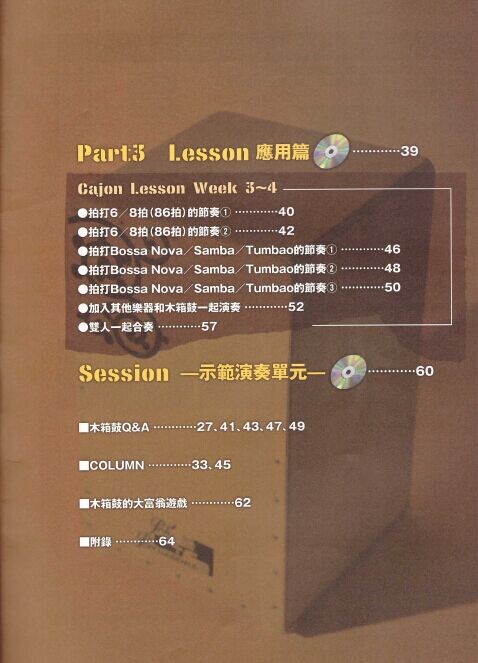 Part3 Lesson 應用篇 …………39
Cajon Lesson Week 3~4
●拍打6／8拍(86拍)的節奏① …………40
●拍打6／8拍(86拍)的節奏② …………42
●拍打Bossa Nova／Samba／Tumbao的節奏① …………46
●拍打Bossa Nova／Samba／Tumbao的節奏② …………48
●拍打Bossa Nova／Samba／Tumbao的節奏③ …………50
●加入其他樂器和木箱鼓一起演奏 …………52
●雙人一起合奏 …………57
Session —示範演奏單元— …………60
■木箱鼓Q&A …………27、41、43、47、49
■COLUMN …………33、45
■木箱鼓的大富翁遊戲 …………62
■附錄 …………64